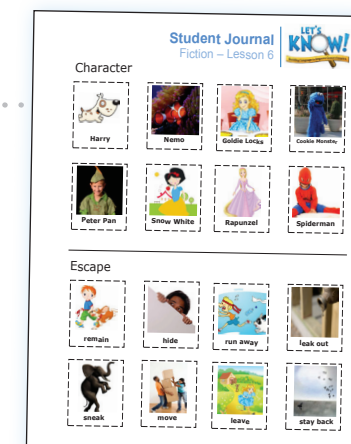 Student Journal
Fiction – Lesson 6
LET'S
KNOW!
Character
Harry
Nemo
Goldie Locks
Cookie Monster
Peter Pan
Snow White
Rapunzel
Spiderman
Escape
remain
hide
run away
leak out
sneak
move
leave
stay back